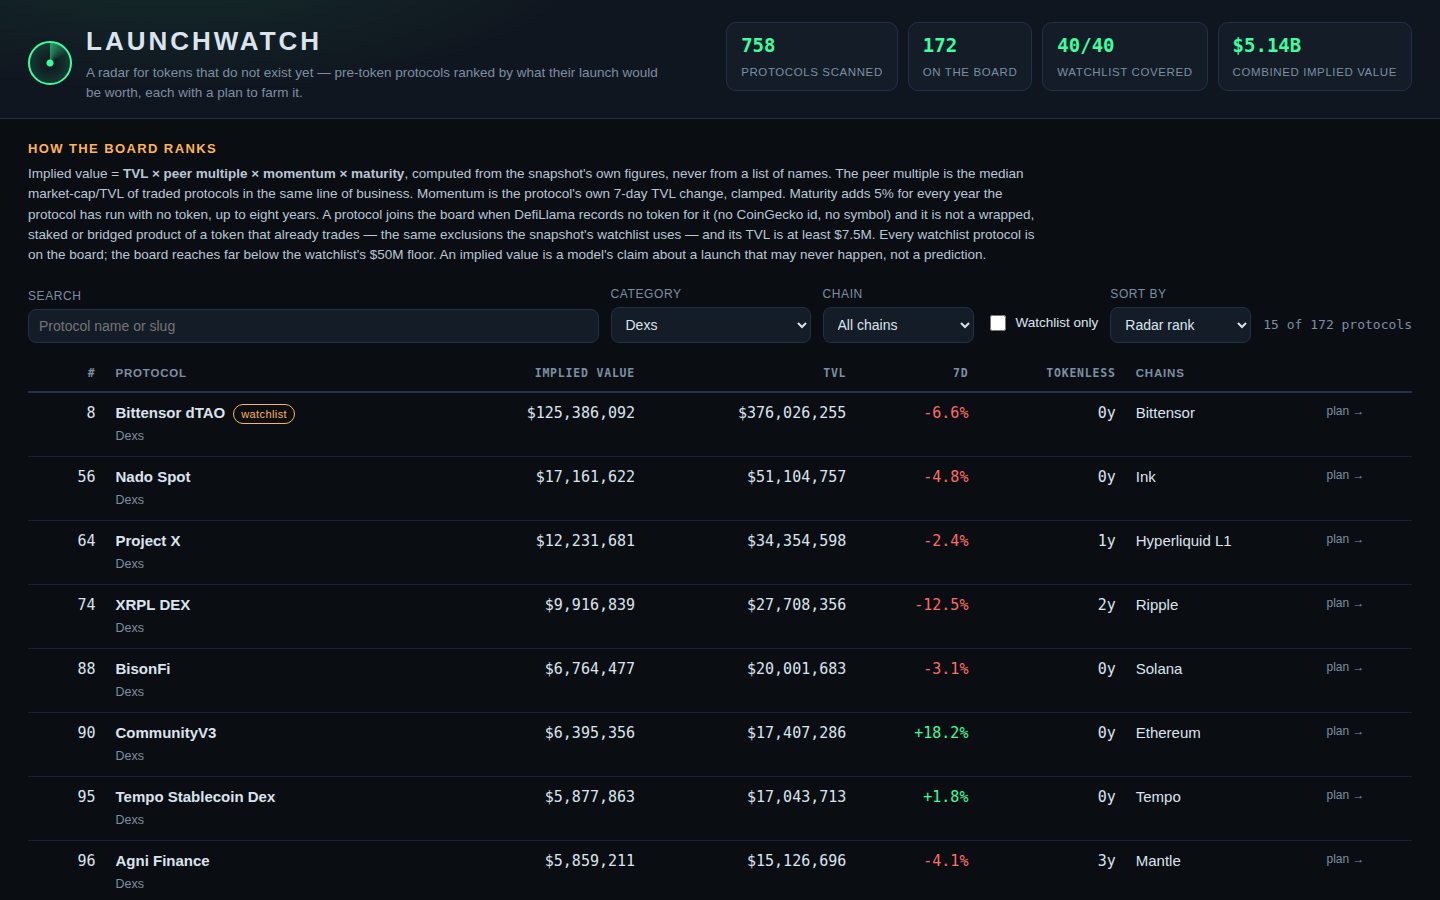 LAUNCHWATCH
A radar for tokens that do not exist yet — pre-token protocols ranked by what their launch would
be worth, each with a plan to farm it.
758
PROTOCOLS SCANNED
172
ON THE BOARD
40/40
WATCHLIST COVERED
$5.14B
COMBINED IMPLIED VALUE
HOW THE BOARD RANKS
Implied value = TVL × peer multiple × momentum × maturity, computed from the snapshot's own figures, never from a list of names. The peer multiple is the median
market-cap/TVL of traded protocols in the same line of business. Momentum is the protocol's own 7-day TVL change, clamped. Maturity adds 5% for every year the
protocol has run with no token, up to eight years. A protocol joins the board when DefiLlama records no token for it (no CoinGecko id, no symbol) and it is not a wrapped,
staked or bridged product of a token that already trades — the same exclusions the snapshot's watchlist uses — and its TVL is at least $7.5M. Every watchlist protocol is
on the board; the board reaches far below the watchlist's $50M floor. An implied value is a model's claim about a launch that may never happen, not a prediction.
SEARCH
Protocol name or slug
CATEGORY
Dexs
CHAIN
All chains
Watchlist only
SORT BY
Radar rank
15 of 172 protocols
# PROTOCOL IMPLIED VALUE TVL 7D TOKENLESS CHAINS
8 Bittensor dTAO watchlist $125,386,092 $376,026,255 -6.6% 0y Bittensor plan →
Dexs
56 Nado Spot $17,161,622 $51,104,757 -4.8% 0y Ink plan →
Dexs
64 Project X $12,231,681 $34,354,598 -2.4% 1y Hyperliquid L1 plan →
Dexs
74 XRPL DEX $9,916,839 $27,708,356 -12.5% 2y Ripple plan →
Dexs
88 BisonFi $6,764,477 $20,001,683 -3.1% 0y Solana plan →
Dexs
90 CommunityV3 $6,395,356 $17,407,286 +18.2% 0y Ethereum plan →
Dexs
95 Tempo Stablecoin Dex $5,877,863 $17,043,713 +1.8% 0y Tempo plan →
Dexs
96 Agni Finance $5,859,211 $15,126,696 -4.1% 3y Mantle plan →
Dexs